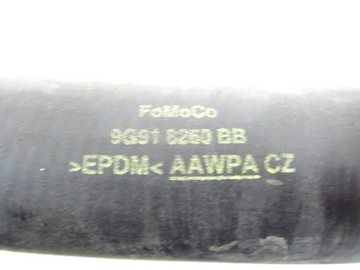 FoMoCo
9G91 8260 BB
>EPDM< AAWPA CZ